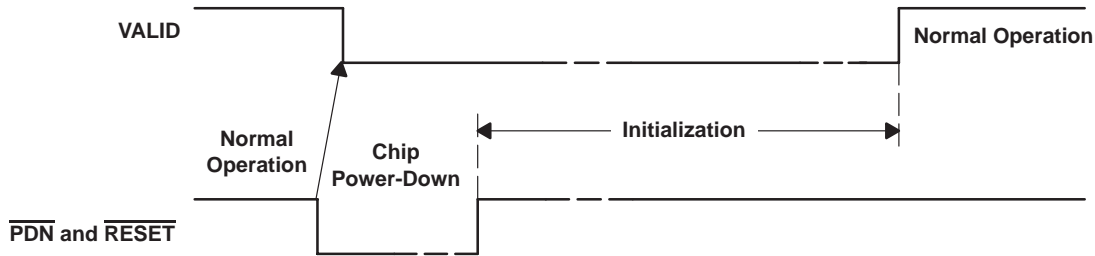 VALID
Normal Operation
Initialization
Normal
Operation
Chip
Power-Down
PDN and RESET